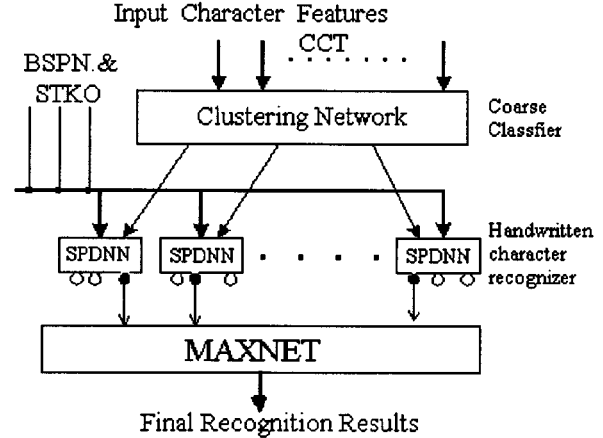 Input Character Features
CCT
BSPN.&
STKO
Clustering Network
Coarse
Classfier
SPDNN
SPDNN
SPDNN
Handwritten
character
recognizer
MAXNET
Final Recognition Results